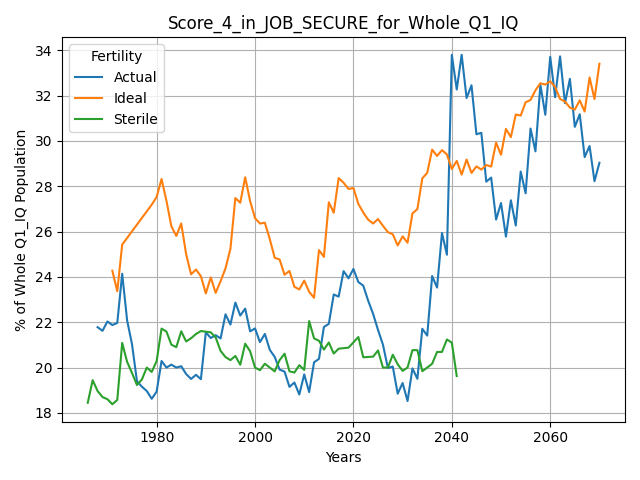 Score_4_in_JOB_SECURE_for_Whole_Q1_IQ
% of Whole Q1_IQ Population
34
32
30
28
26
24
22
20
18
Fertility
Actual
Ideal
Sterile
1980
2000
2020
2040
2060
Years